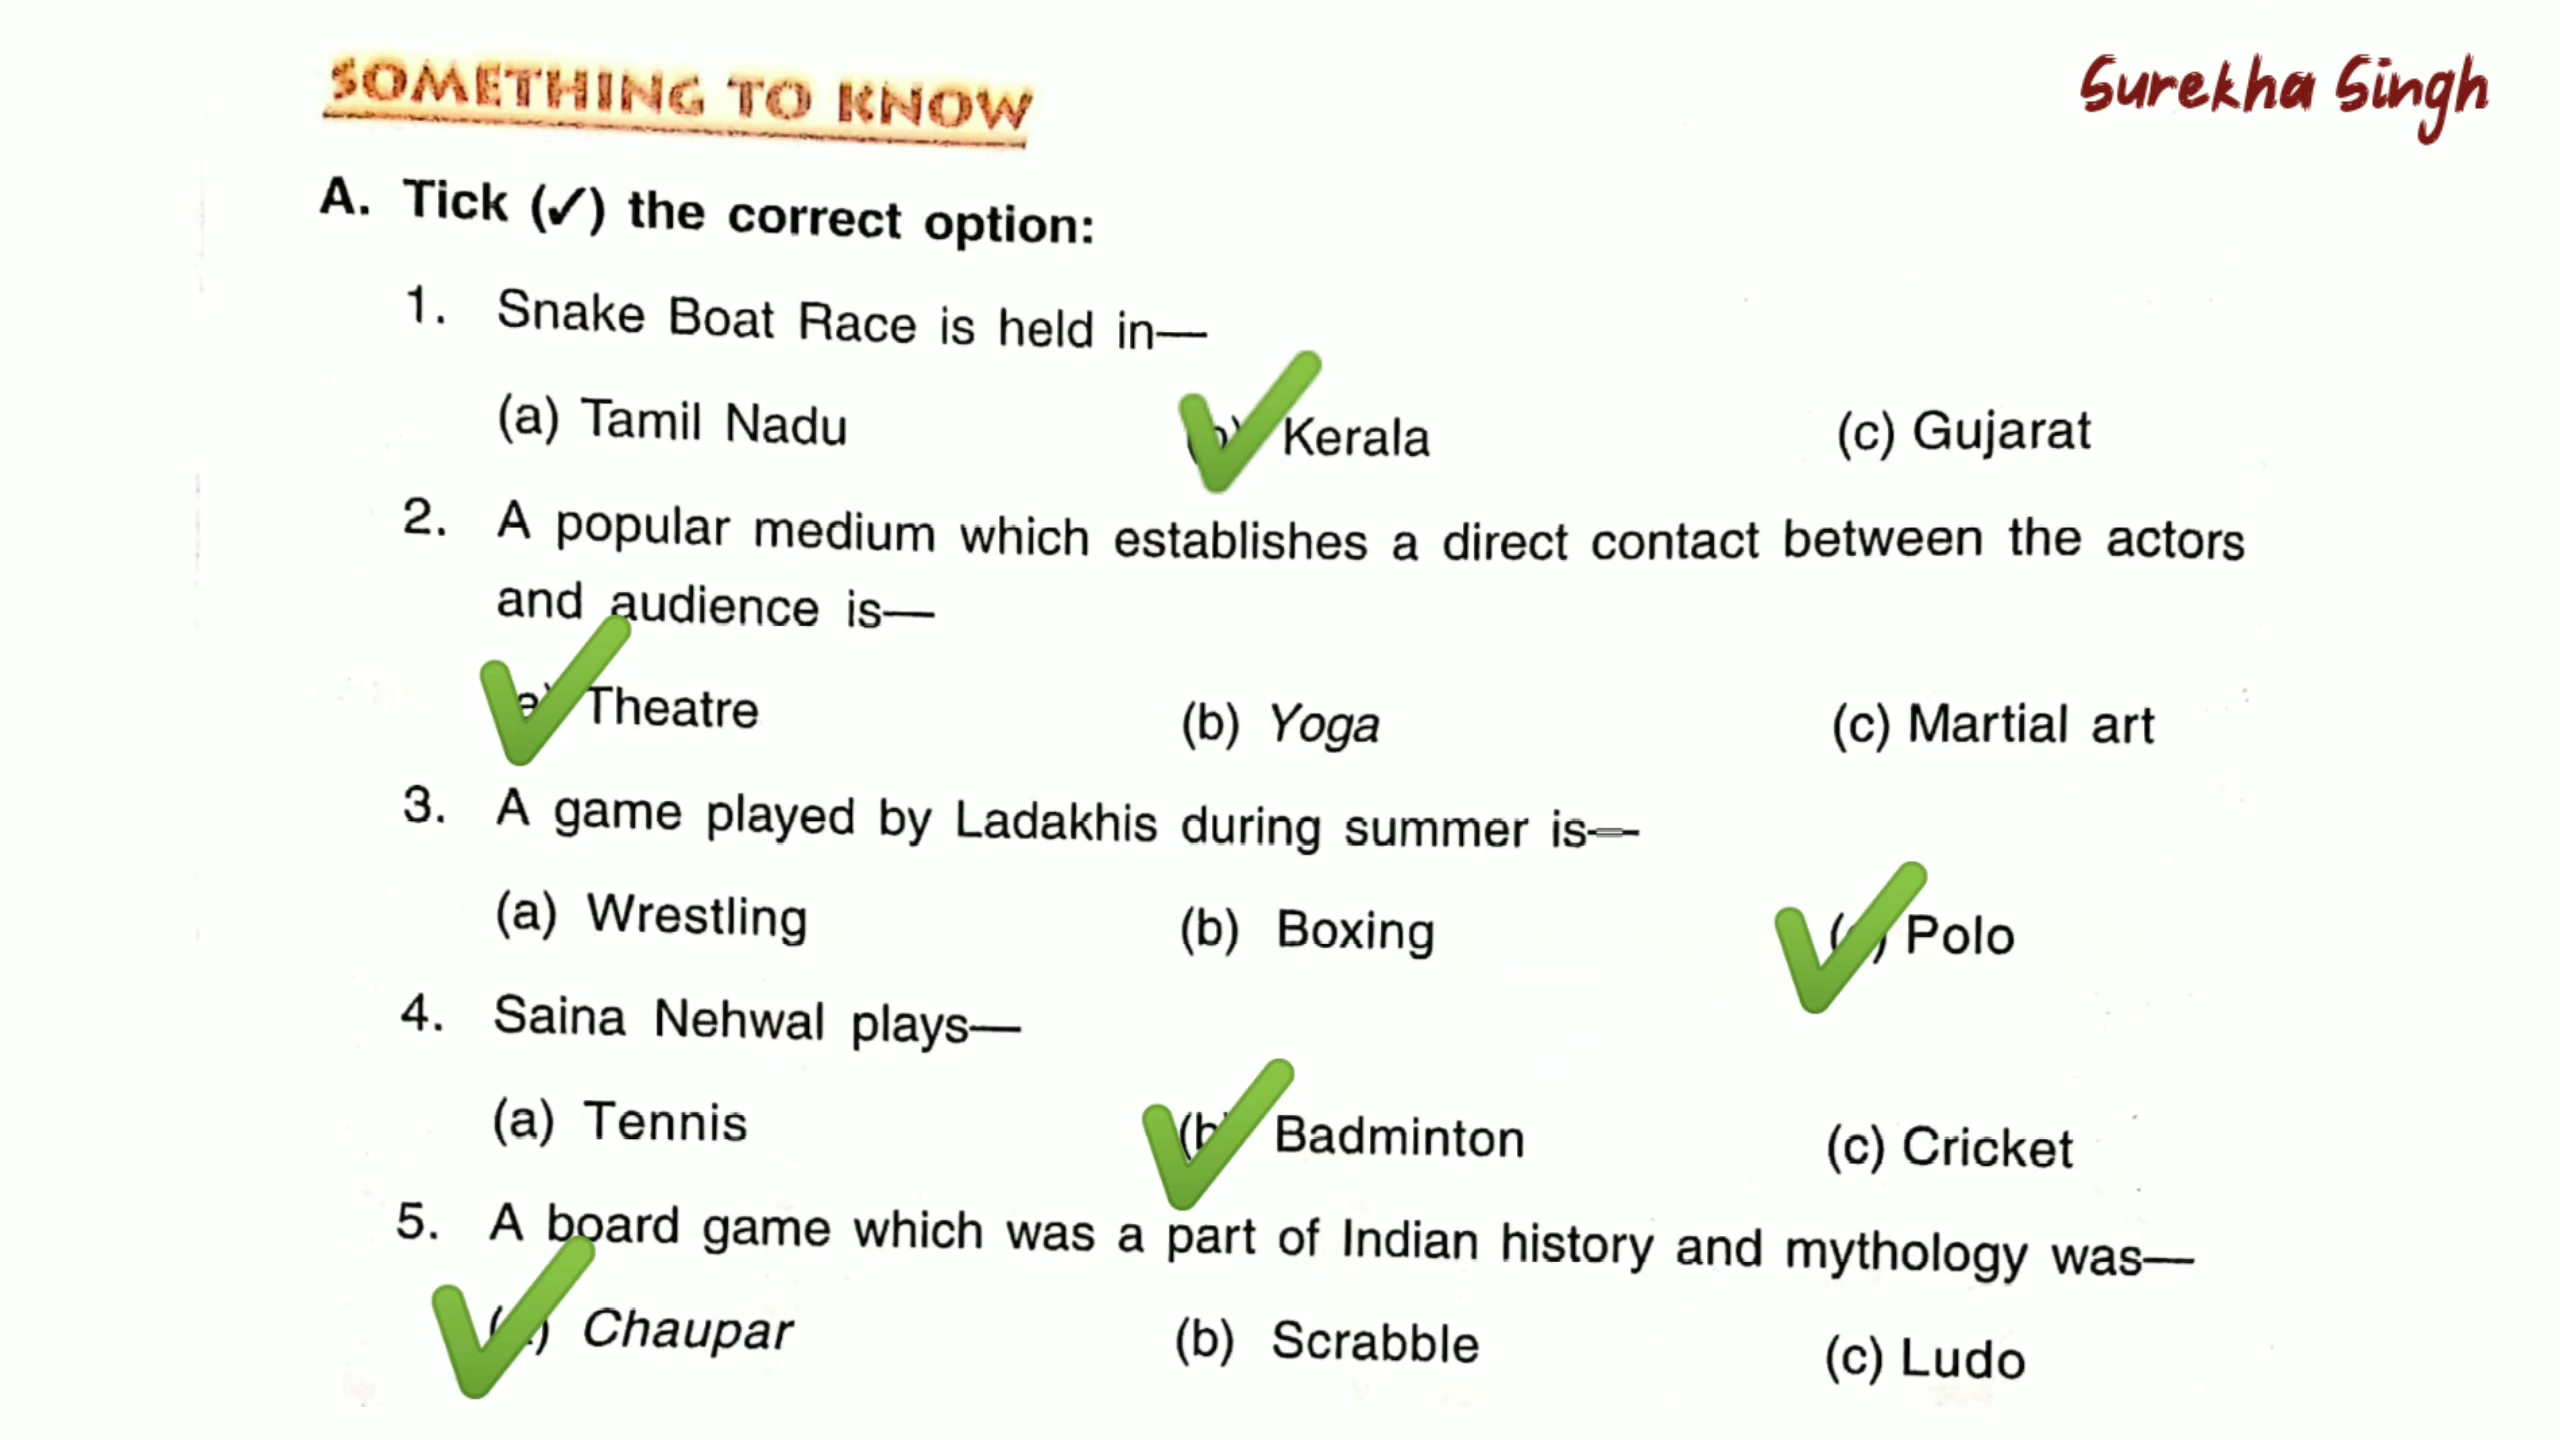 SOMETHING TO KNOW
Surekha Singh
A. Tick (✓) the correct option:
1. Snake Boat Race is held in—
(a) Tamil Nadu (b) Kerala (c) Gujarat
2. A popular medium which establishes a direct contact between the actors
and audience is—
(a) Theatre (b) Yoga (c) Martial art
3. A game played by Ladakhis during summer is—
(a) Wrestling (b) Boxing (c) Polo
4. Saina Nehwal plays—
(a) Tennis (b) Badminton (c) Cricket
5. A board game which was a part of Indian history and mythology was—
(a) Chaupar (b) Scrabble (c) Ludo